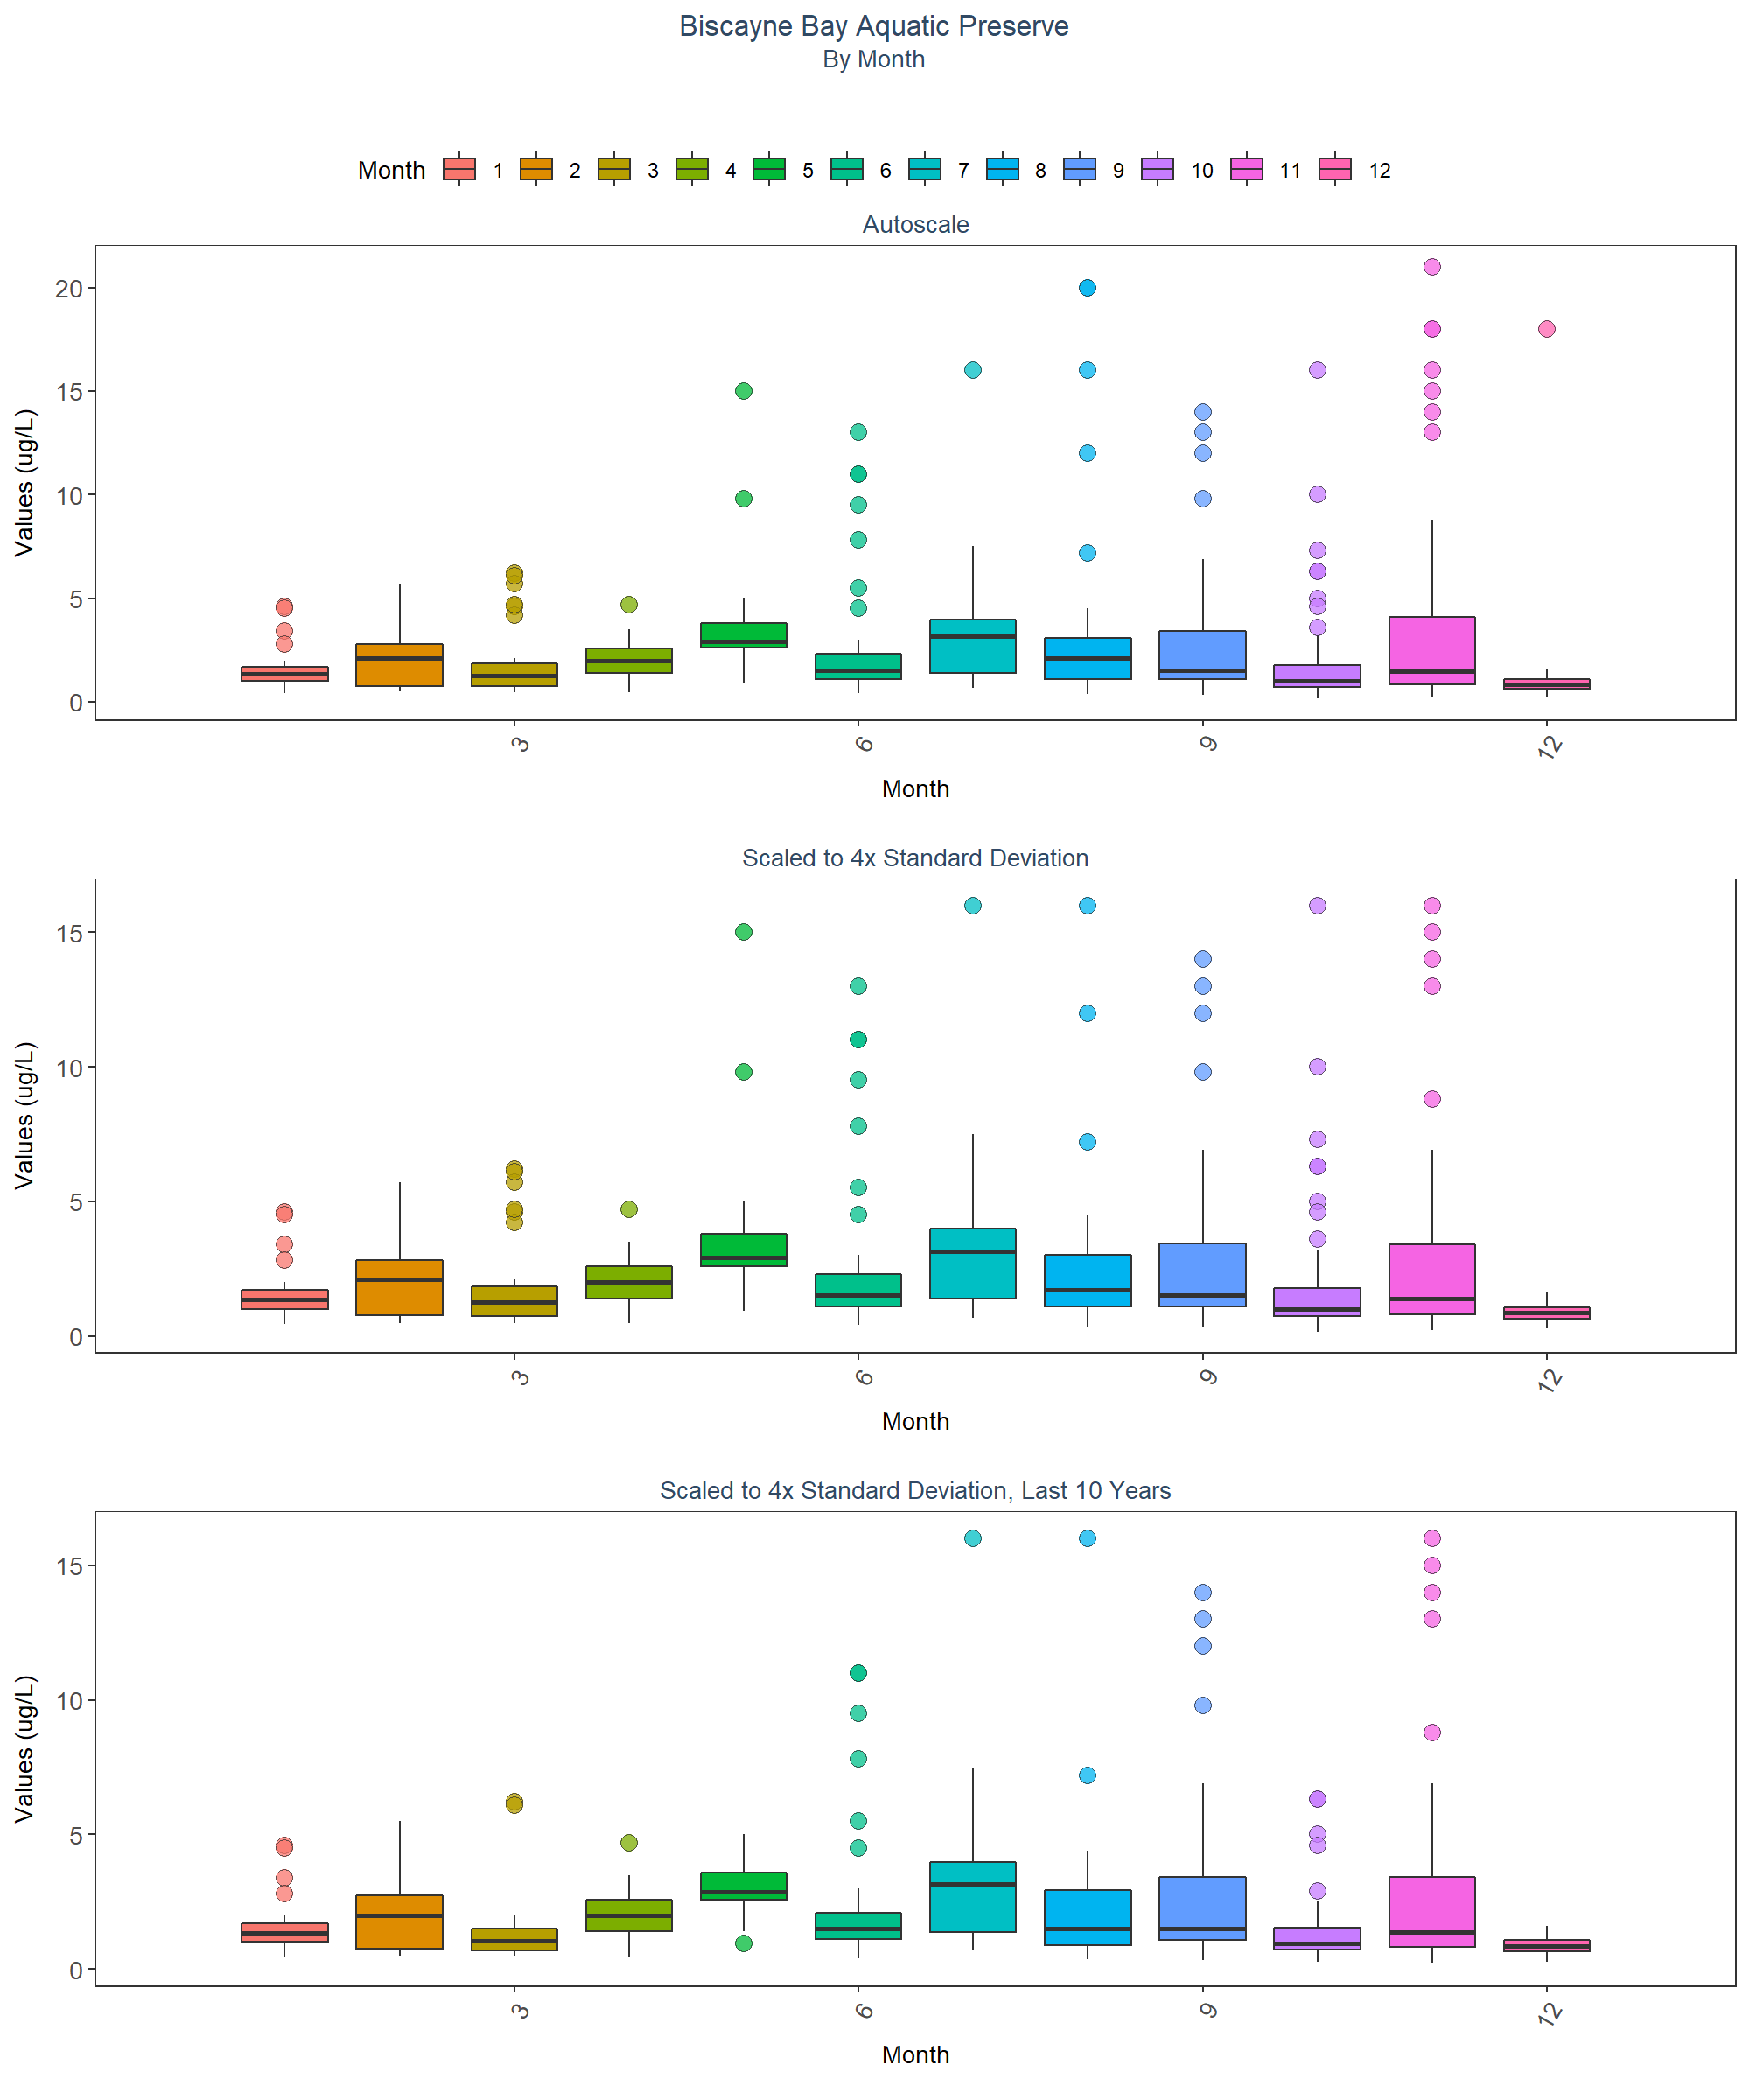 Biscayne Bay Aquatic Preserve
By Month
Month 1 2 3 4 5 6 7 8 9 10 11 12
Autoscale
Values (ug/L)
20
15
10
5
0
3 6 9 12
Month
Scaled to 4x Standard Deviation
Values (ug/L)
15
10
5
0
3 6 9 12
Month
Scaled to 4x Standard Deviation, Last 10 Years
Values (ug/L)
15
10
5
0
3 6 9 12
Month